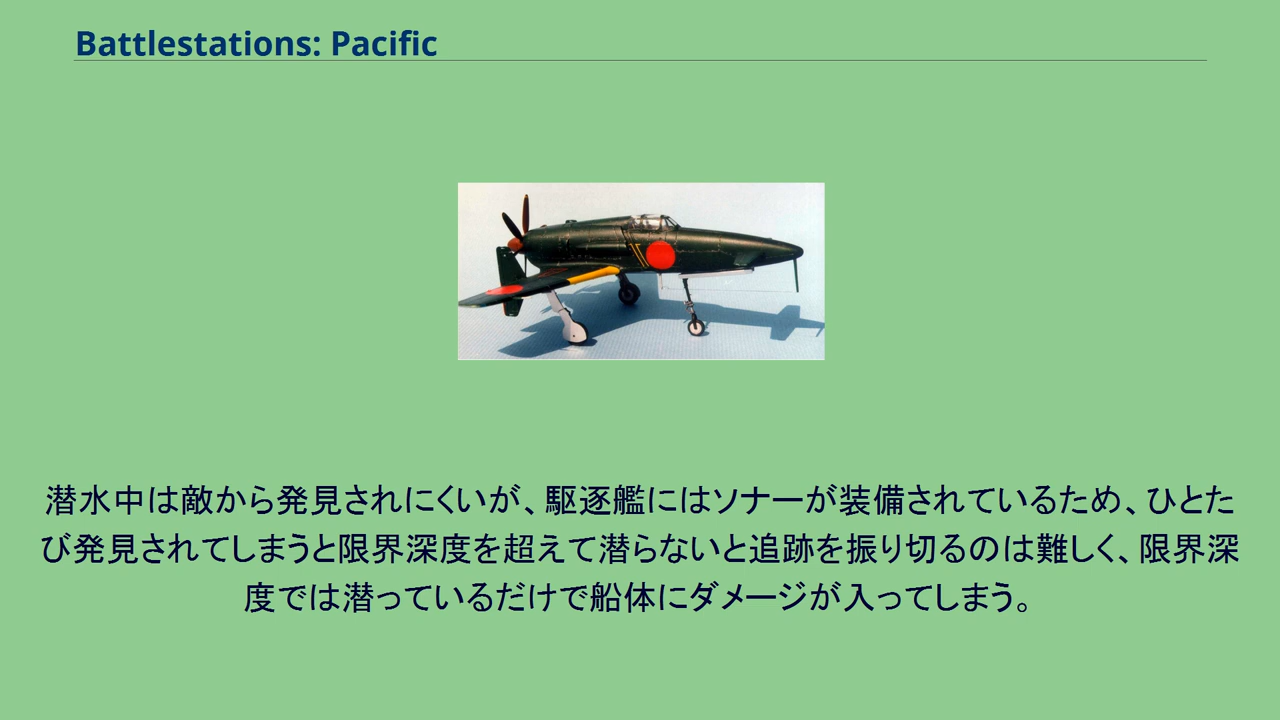 Battlestations: Pacific
潜水中は敵から発見されにくいが、駆逐艦にはソナーが装備されているため、ひとた
び発見されてしまうと限界深度を超えて潜らないと追跡を振り切るのは難しく、限界深
度では潜っているだけで船体にダメージが入ってしまう。